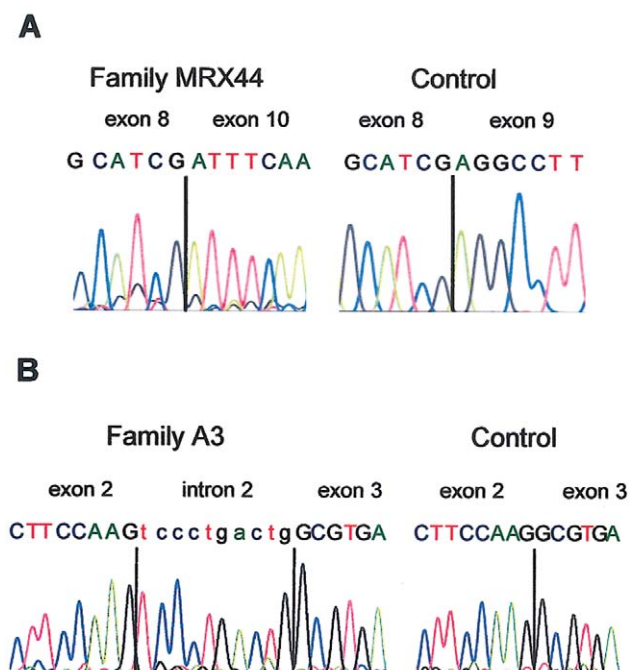 A
Family MRX44 Control
exon 8 exon 10 exon 8 exon 9
GCATCGATTTCAA GCATCGAGGCCTT
B
Family A3 Control
exon 2 intron 2 exon 3 exon 2 exon 3
CTTCCAAGtccctgactgGCGTGA CTTCCAAGGCGTGA